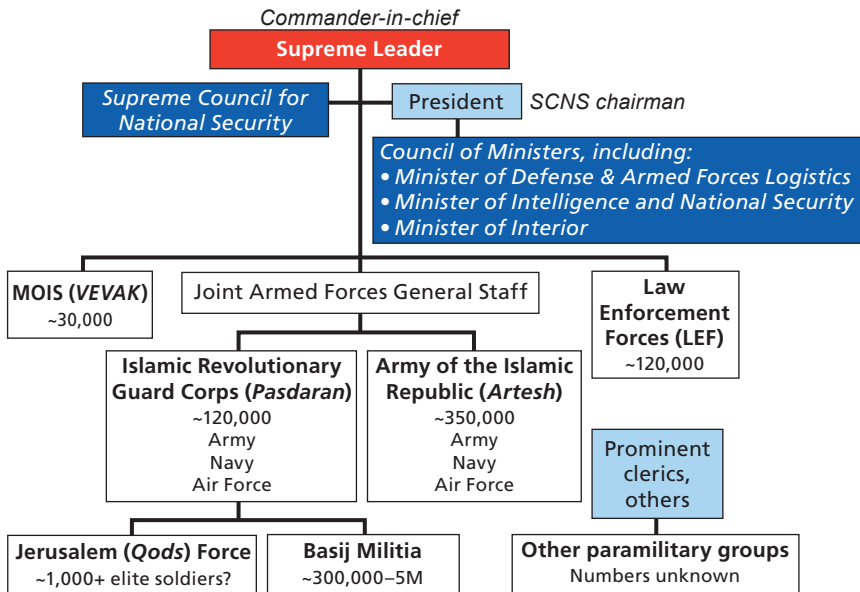 Commander-in-chief
Supreme Leader
Supreme Council for
National Security
President
SCNS chairman
Council of Ministers, including:
• Minister of Defense & Armed Forces Logistics
• Minister of Intelligence and National Security
• Minister of Interior
MOIS (VEVAK)
~30,000
Joint Armed Forces General Staff
Law
Enforcement
Forces (LEF)
~120,000
Islamic Revolutionary
Guard Corps (Pasdaran)
~120,000
Army
Navy
Air Force
Army of the Islamic
Republic (Artesh)
~350,000
Army
Navy
Air Force
Prominent
clerics,
others
Jerusalem (Qods) Force
~1,000+ elite soldiers?
Basij Militia
~300,000–5M
Other paramilitary groups
Numbers unknown